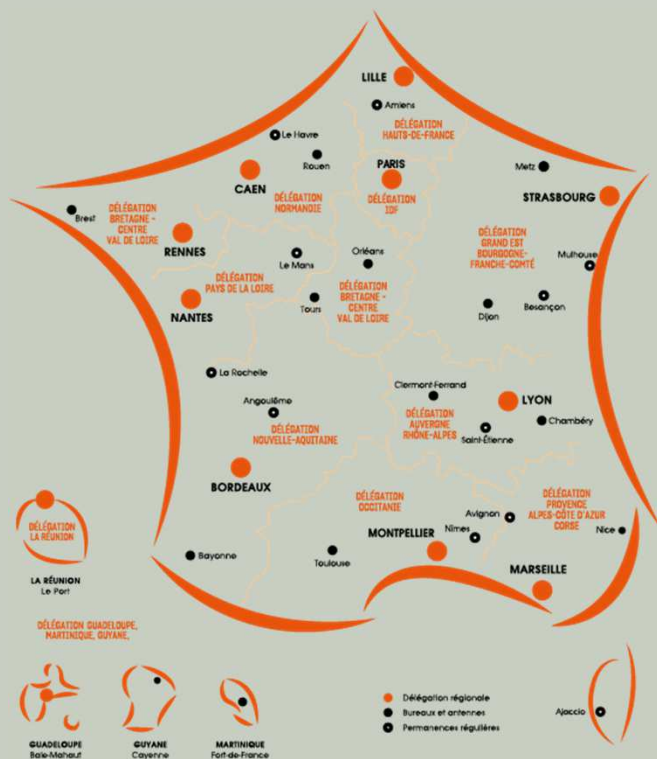 LILLE
Amiens
DÉLÉGATION
HAUTS-DE-FRANCE
Le Havre
Rouen
CAEN
DÉLÉGATION
NORMANDIE
PARIS
DÉLÉGATION
IDF
Metz
STRASBOURG
Brest
DÉLÉGATION
BRETAGNE -
CENTRE
VAL DE LOIRE
RENNES
DÉLÉGATION
GRAND EST
BOURGOGNE-
FRANCHE-COMTÉ
Mulhouse
Le Mans
Orléans
DÉLÉGATION
PAYS DE LA LOIRE
NANTES
Tours
DÉLÉGATION
BRETAGNE -
CENTRE
VAL DE LOIRE
Dijon
Besançon
La Rochelle
Angoulême
DÉLÉGATION
NOUVELLE-AQUITAINE
BORDEAUX
Clermont-Ferrand
LYON
DÉLÉGATION
AUVERGNE
RHÔNE-ALPES
Saint-Étienne
Chambéry
DÉLÉGATION
OCCITANIE
Avignon
Nîmes
MONTPELLIER
DÉLÉGATION
PROVENCE
ALPES-CÔTE D'AZUR
CORSE
Nice
MARSEILLE
Bayonne
Toulouse
DÉLÉGATION
LA RÉUNION
LA RÉUNION
Le Port
DÉLÉGATION GUADELOUPE,
MARTINIQUE, GUYANE,
GUADELOUPE
Baie-Mahaut
GUYANE
Cayenne
MARTINIQUE
Fort-de-France
Délégation régionale
Bureaux et antennes
Permanences régulières
Ajaccio